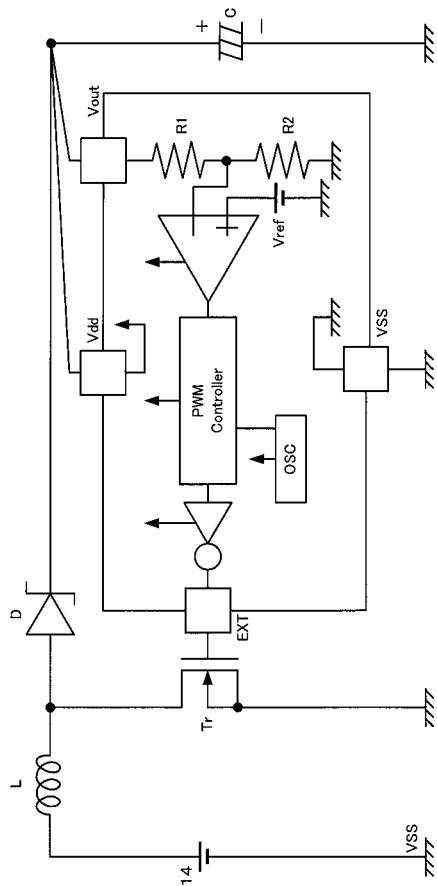 L
D
14
VSS
Tr
EXT
Vdd
Vout
PWM
Controller
OSC
R1
R2
Vref
VSS
+
C
−